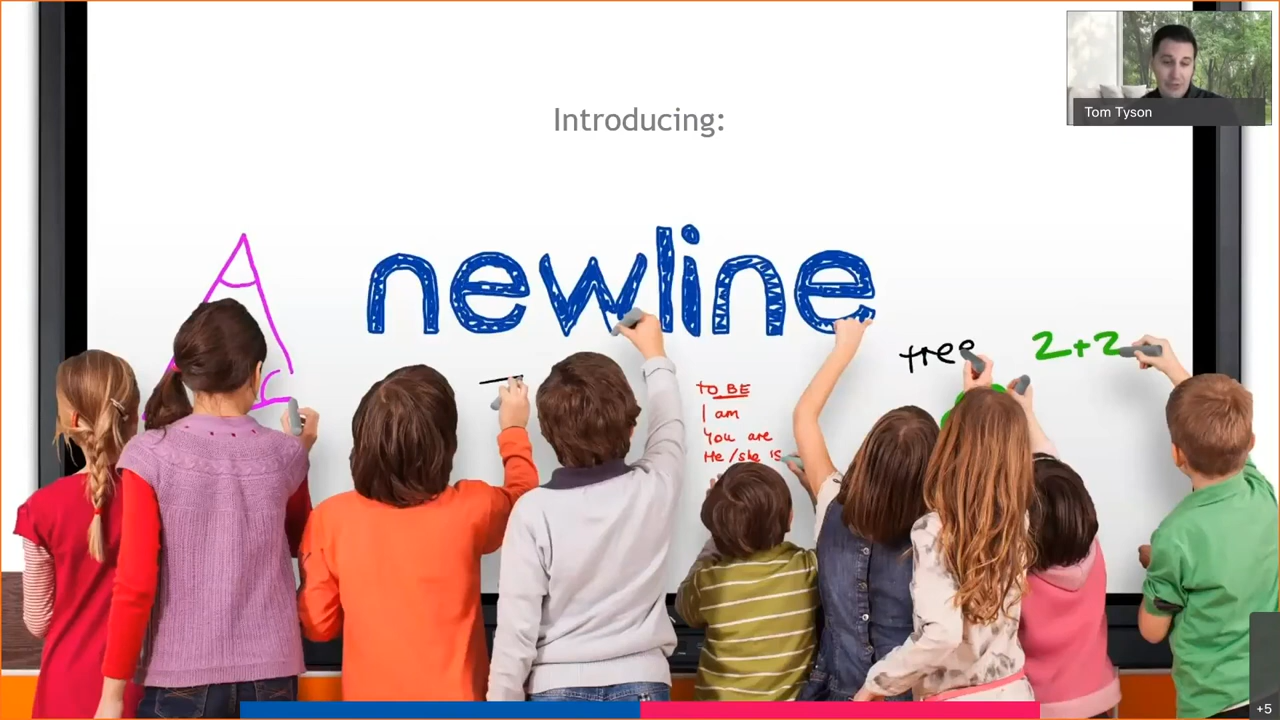 Introducing:
newline
Tom Tyson
tree
2+2
TO BE
I am
You are
He/she is
+5